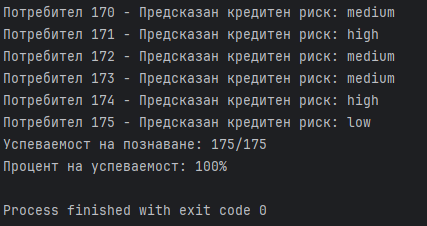 Потребител 170 - Предсказан кредитен риск: medium
Потребител 171 - Предсказан кредитен риск: high
Потребител 172 - Предсказан кредитен риск: medium
Потребител 173 - Предсказан кредитен риск: medium
Потребител 174 - Предсказан кредитен риск: high
Потребител 175 - Предсказан кредитен риск: low
Успеваемост на познаване: 175/175
Процент на успеваемост: 100%
Process finished with exit code 0